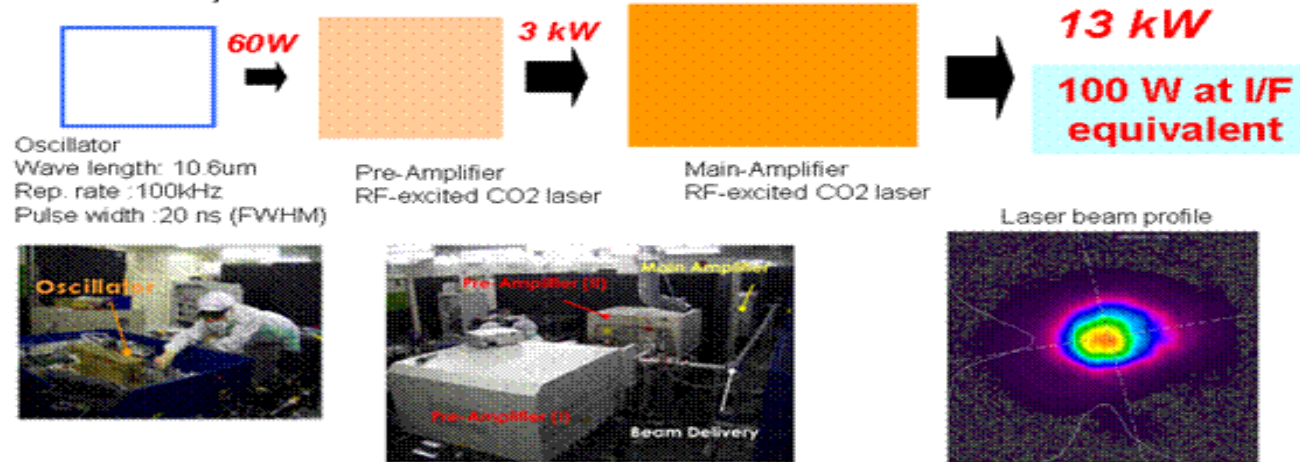 60W
3 kW
13 kW
100 W at I/F
equivalent
Oscillator
Wave length: 10.6um
Rep. rate :100kHz
Pulse width :20 ns (FWHM)
Pre-Amplifier
RF-excited CO2 laser
Main-Amplifier
RF-excited CO2 laser
Laser beam profile
Oscillator
Pre-Amplifier (II)
Main Amplifier
Pre-Amplifier (I)
Beam Delivery